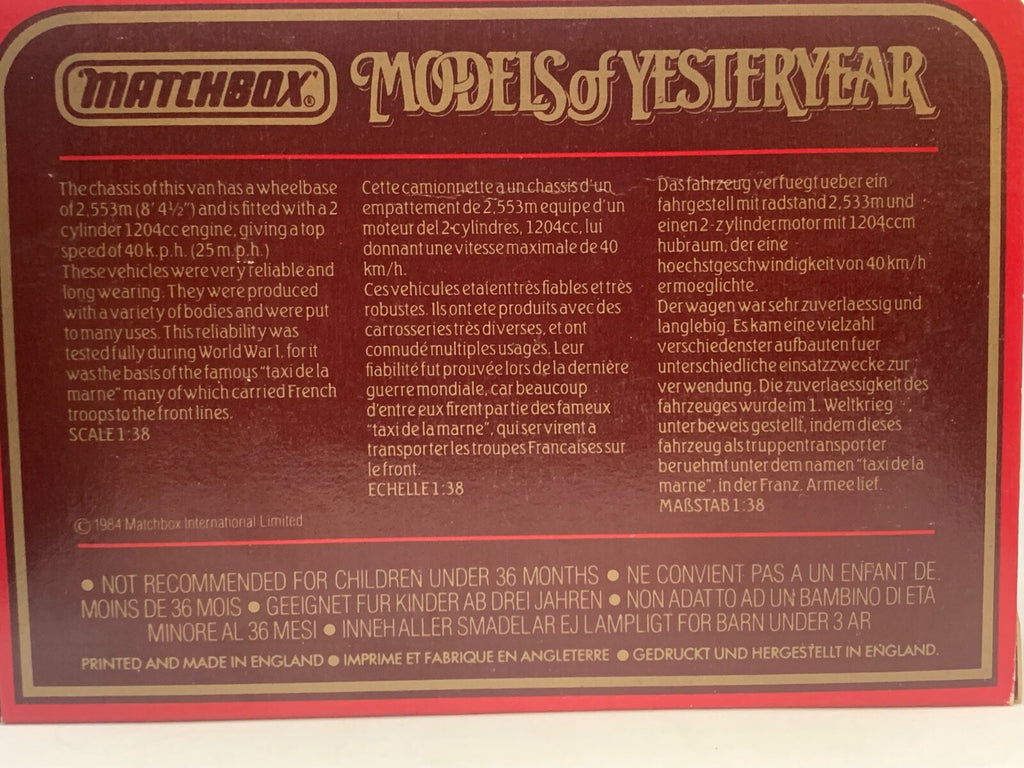 MATCHBOX® MODELS of YESTERYEAR
The chassis of this van has a wheelbase
of 2,553m (8' 4½") and is fitted with a 2
cylinder 1204cc engine, giving a top
speed of 40 k.p.h. (25 m.p.h.)
These vehicles were very reliable and
long wearing. They were produced
with a variety of bodies and were put
to many uses. This reliability was
tested fully during World War I, for it
was the basis of the famous "taxi de la
marne" many of which carried French
troops to the front lines.
SCALE 1:38
© 1984 Matchbox International Limited
Cette camionnette a un chassis d'un
empattement de 2,553m equipe d'un
moteur de1 2-cylindres, 1204cc, lui
donnant une vitesse maximale de 40
km/h.
Ces vehicules etaient très fiables et très
robustes. Ils ont ete produits avec des
carrosseries très diverses, et ont
connu dé multiples usages. Leur
fiabilité fut prouvée lors de la dernière
guerre mondiale, car beaucoup
d'entre eux firent partie des fameux
"taxi de la marne", qui servirent a
transporter les troupes Francaises sur
le front.
ECHELLE 1:38
Das fahrzeug verfuegt ueber ein
fahrgestell mit radstand 2,533m und
einen 2-zylindermotor mit 1204ccm
hubraum, der eine
hoechstgeschwindigkeit von 40 km/h
ermoeglichte.
Der wagen war sehr zuverlaessig und
langlebig. Es kam eine vielzahl
verschiedenster aufbauten fuer
unterschiedliche einsatzzwecke zur
verwendung. Die zuverlaessigkeit des
fahrzeuges wurde im 1. Weltkrieg
unter beweis gestellt, indem dieses
fahrzeug als truppentransporter
beruehmt unter dem namen "taxi de la
marne", in der Franz. Armee lief.
MAßSTAB 1:38
● NOT RECOMMENDED FOR CHILDREN UNDER 36 MONTHS ● NE CONVIENT PAS A UN ENFANT DE
MOINS DE 36 MOIS ● GEEIGNET FUR KINDER AB DREI JAHREN ● NON ADATTO AD UN BAMBINO DI ETA
MINORE AL 36 MESI ● INNEHALLER SMADELAR EJ LAMPLIGT FOR BARN UNDER 3 AR
PRINTED AND MADE IN ENGLAND ● IMPRIME ET FABRIQUE EN ANGLETERRE ● GEDRUCKT UND HERGESTELLT IN ENGLAND.